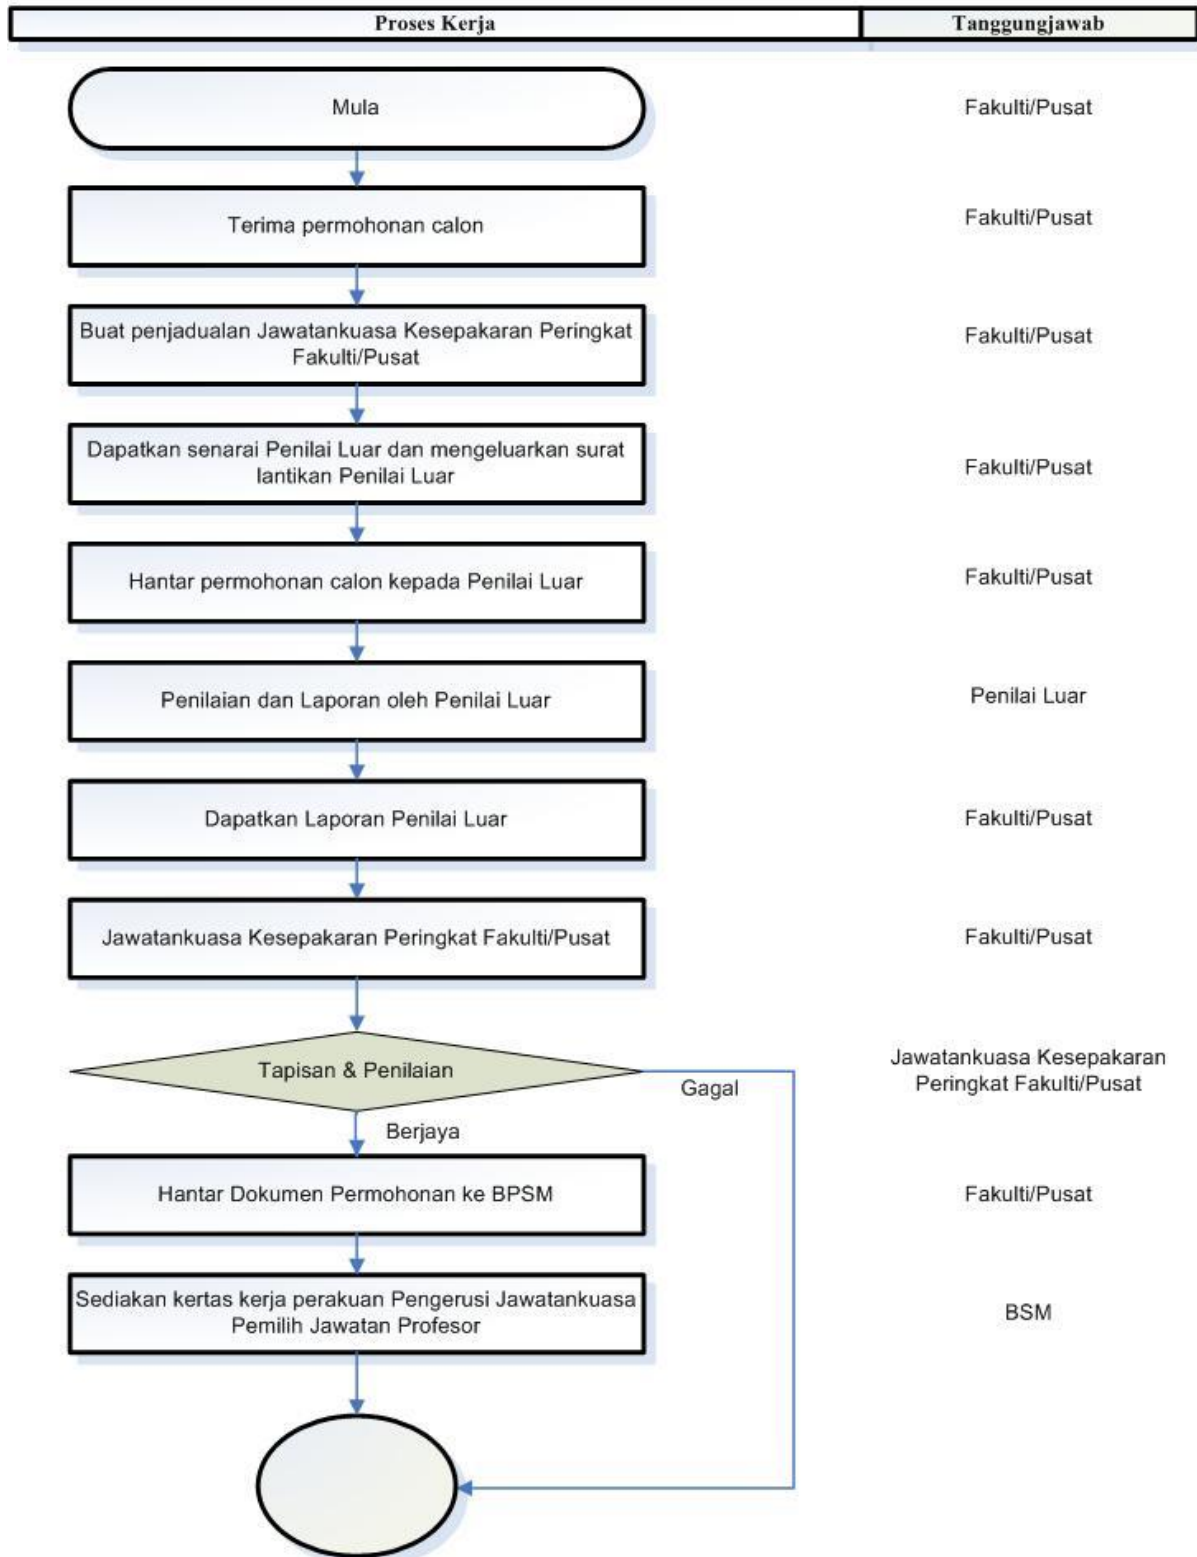 Proses Kerja
Tanggungjawab
Mula
Fakulti/Pusat
Terima permohonan calon
Fakulti/Pusat
Buat penjadualan Jawatankuasa Kesepakaran Peringkat
Fakulti/Pusat
Fakulti/Pusat
Dapatkan senarai Penilai Luar dan mengeluarkan surat
lantikan Penilai Luar
Fakulti/Pusat
Hantar permohonan calon kepada Penilai Luar
Fakulti/Pusat
Penilaian dan Laporan oleh Penilai Luar
Penilai Luar
Dapatkan Laporan Penilai Luar
Fakulti/Pusat
Jawatankuasa Kesepakaran Peringkat Fakulti/Pusat
Fakulti/Pusat
Tapisan & Penilaian
Jawatankuasa Kesepakaran
Peringkat Fakulti/Pusat
Gagal
Berjaya
Hantar Dokumen Permohonan ke BPSM
Fakulti/Pusat
Sediakan kertas kerja perakuan Pengerusi Jawatankuasa
Pemilih Jawatan Profesor
BSM